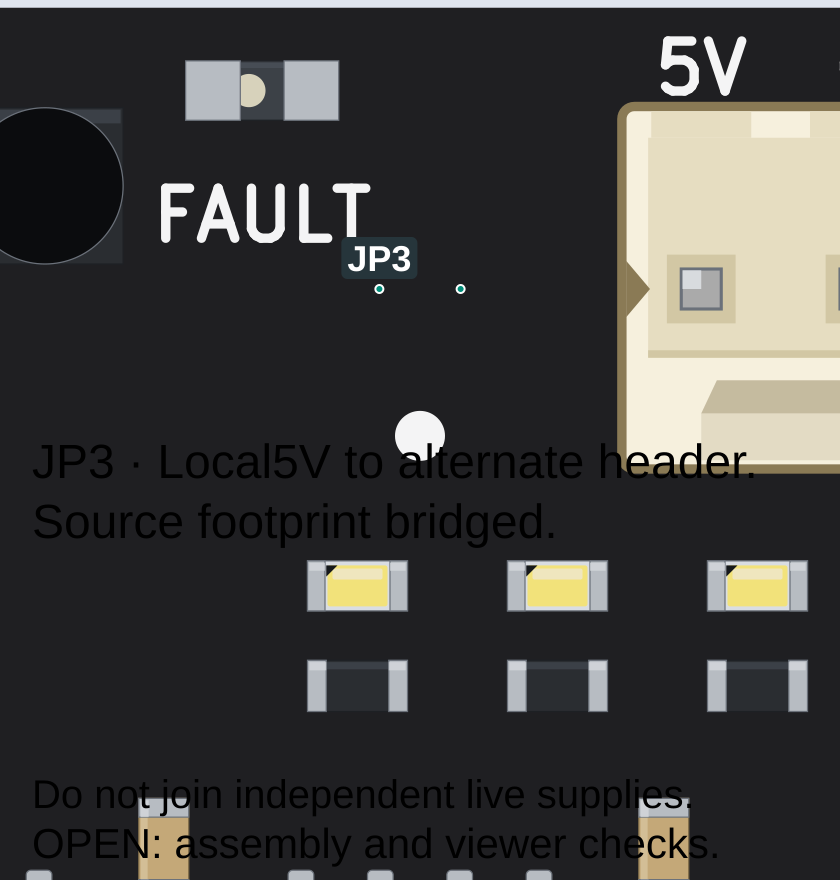 5V
FAULT
JP3
JP3 · Local5V to alternate header.
Source footprint bridged.
Do not join independent live supplies.
OPEN: assembly and viewer checks.